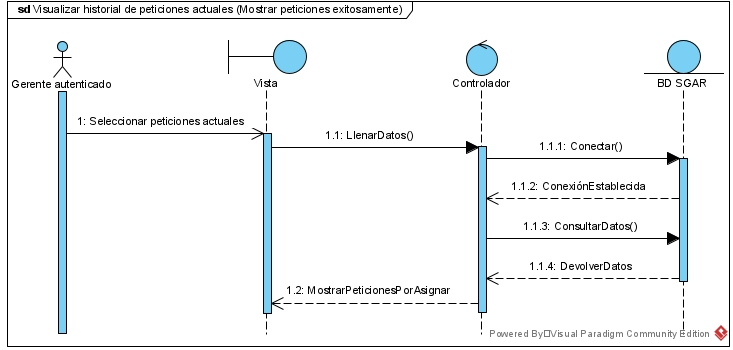 sd Visualizar historial de peticiones actuales (Mostrar peticiones exitosamente)
Gerente autenticado
Vista
Controlador
BD SGAR
1: Seleccionar peticiones actuales
1.1: LlenarDatos()
1.1.1: Conectar()
1.1.2: ConexiónEstablecida
1.1.3: ConsultarDatos()
1.1.4: DevolverDatos
1.2: MostrarPeticionesPorAsignar
Powered By▯Visual Paradigm Community Edition